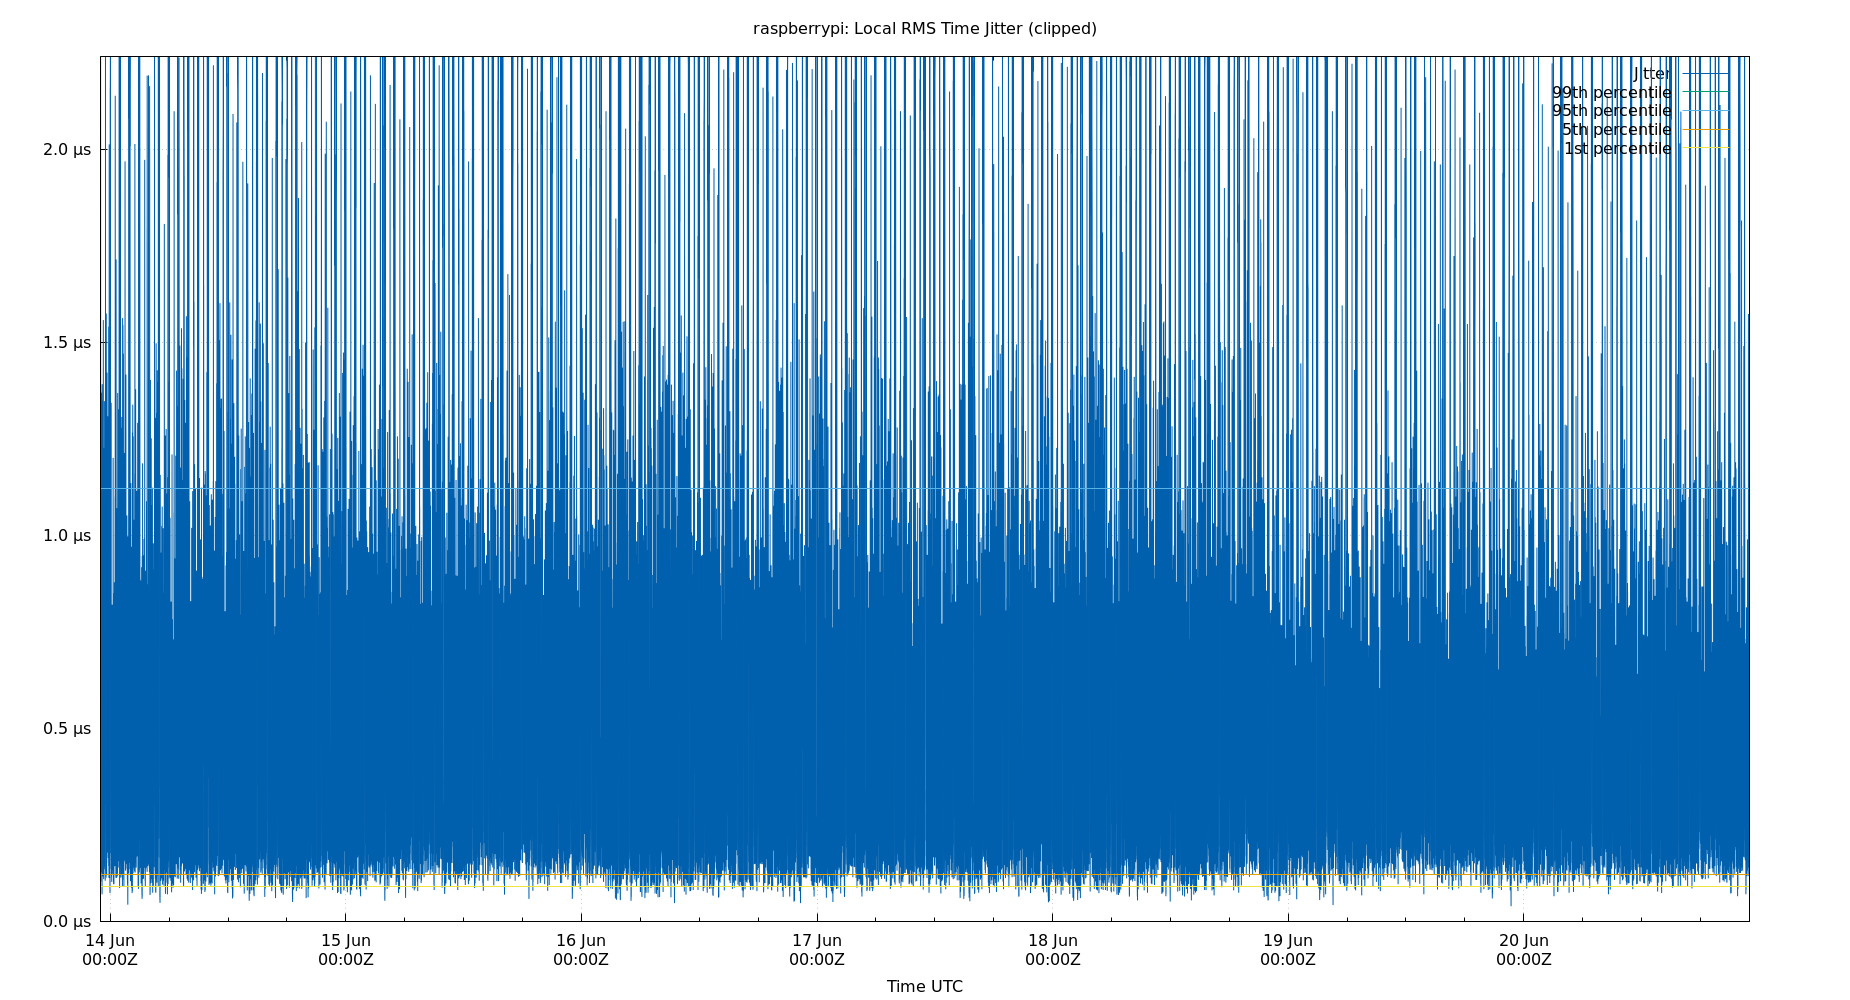 raspberrypi: Local RMS Time Jitter (clipped)
Jitter
99th percentile
95th percentile
5th percentile
1st percentile
2.0 µs
1.5 µs
1.0 µs
0.5 µs
0.0 µs
14 Jun 15 Jun 16 Jun 17 Jun 18 Jun 19 Jun 20 Jun
00:00Z 00:00Z 00:00Z 00:00Z 00:00Z 00:00Z 00:00Z
Time UTC